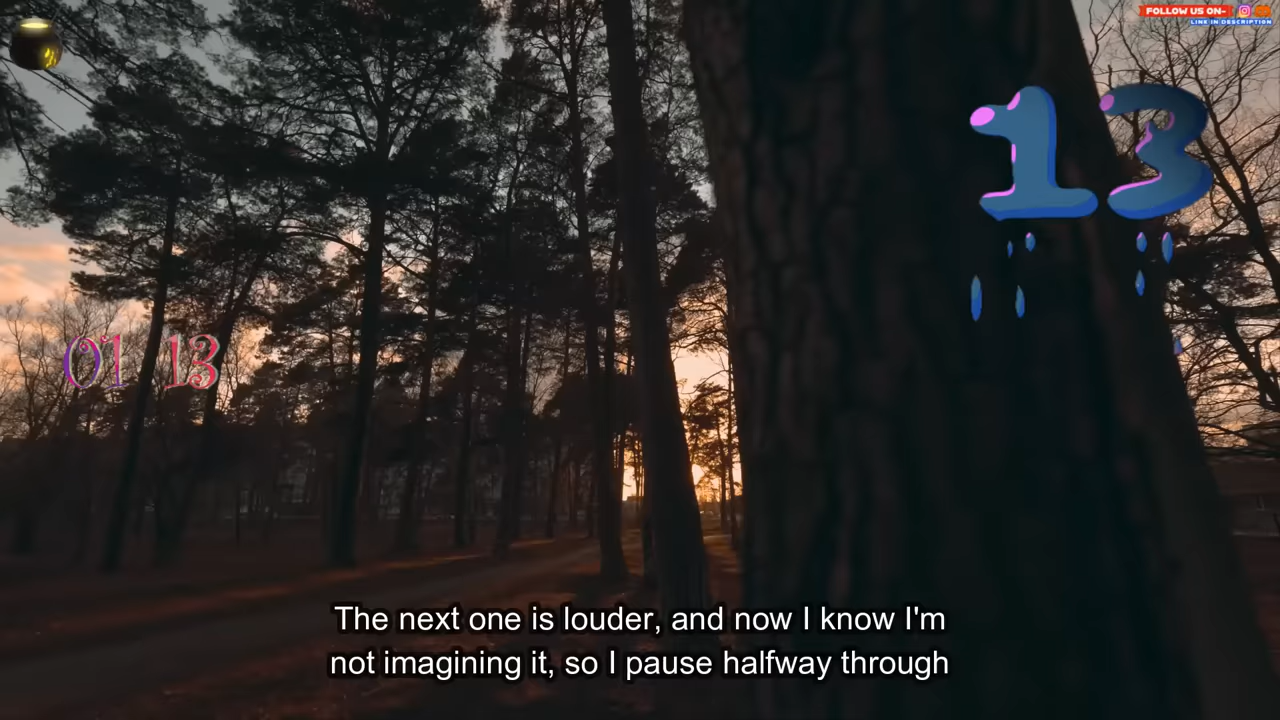 FOLLOW US ON-
LINK IN DESCRIPTION
13
01 13
The next one is louder, and now I know I'm
not imagining it, so I pause halfway through